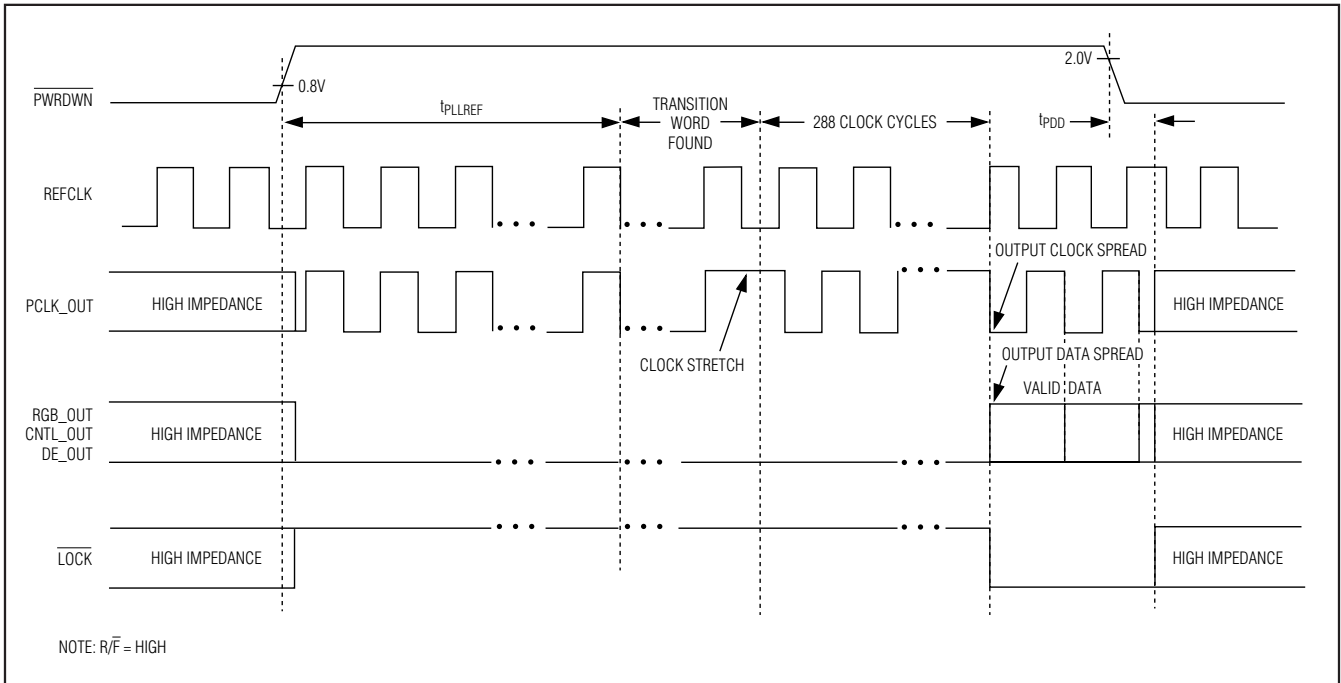 PWRDWN
0.8V
2.0V
tPLLREF
TRANSITION
WORD
FOUND
288 CLOCK CYCLES
tPDD
REFCLK
OUTPUT CLOCK SPREAD
PCLK_OUT
HIGH IMPEDANCE
HIGH IMPEDANCE
CLOCK STRETCH
OUTPUT DATA SPREAD
VALID DATA
RGB_OUT
CNTL_OUT
DE_OUT
HIGH IMPEDANCE
HIGH IMPEDANCE
LOCK
HIGH IMPEDANCE
HIGH IMPEDANCE
NOTE: R/F̅ = HIGH